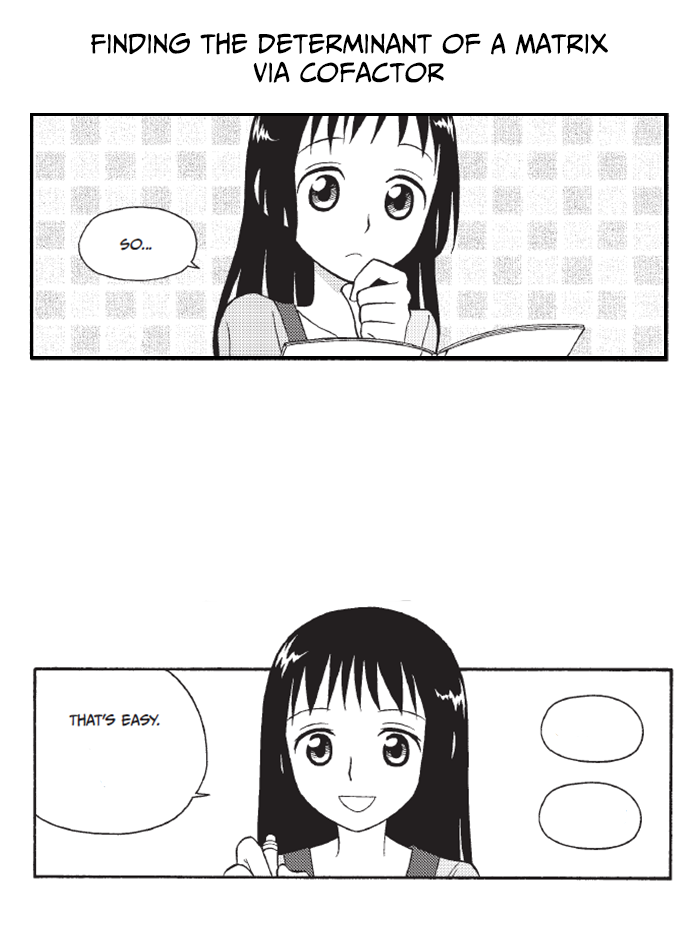 FINDING THE DETERMINANT OF A MATRIX
VIA COFACTOR
SO...
THAT'S EASY.